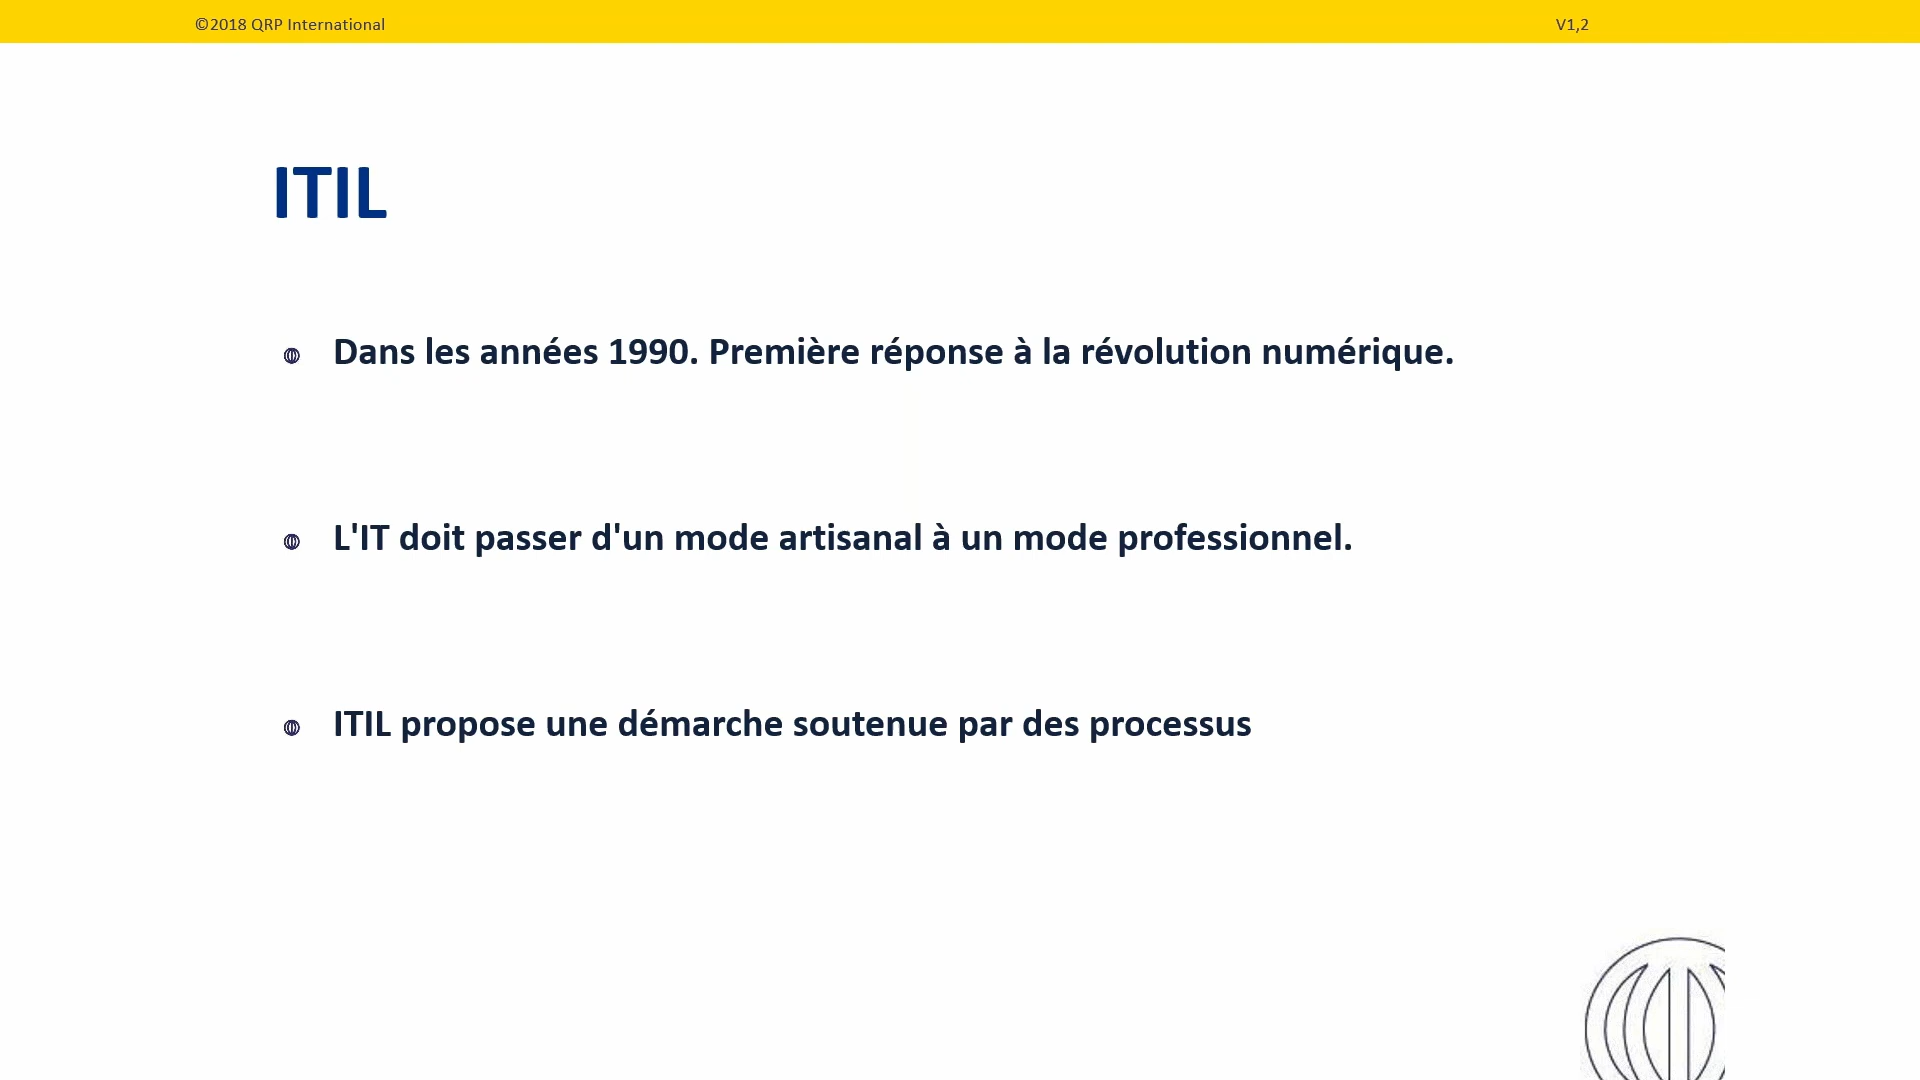 ©2018 QRP International
V1,2
ITIL
Dans les années 1990. Première réponse à la révolution numérique.
L'IT doit passer d'un mode artisanal à un mode professionnel.
ITIL propose une démarche soutenue par des processus